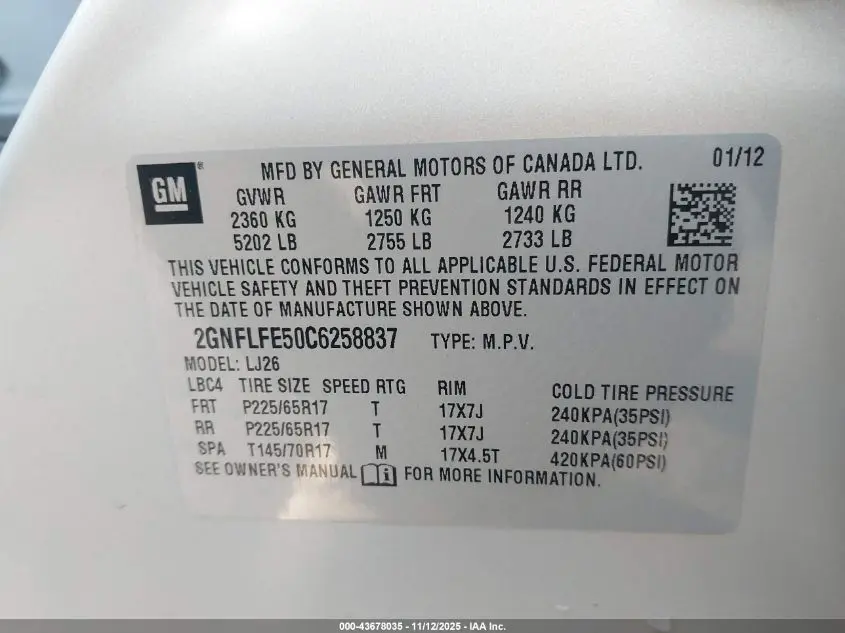 GM ® MFD BY GENERAL MOTORS OF CANADA LTD. 01/12
GVWR GAWR FRT GAWR RR
2360 KG 1250 KG 1240 KG
5202 LB 2755 LB 2733 LB
THIS VEHICLE CONFORMS TO ALL APPLICABLE U.S. FEDERAL MOTOR
VEHICLE SAFETY AND THEFT PREVENTION STANDARDS IN EFFECT ON
THE DATE OF MANUFACTURE SHOWN ABOVE.
2GNFLFE50C6258837 TYPE: M.P.V.
MODEL: LJ26
LBC4 TIRE SIZE SPEED RTG RIM COLD TIRE PRESSURE
FRT P225/65R17 T 17X7J 240KPA(35PSI)
RR P225/65R17 T 17X7J 240KPA(35PSI)
SPA T145/70R17 M 17X4.5T 420KPA(60PSI)
SEE OWNER'S MANUAL i FOR MORE INFORMATION.
000-43678035 - 11/12/2025 - IAA Inc.